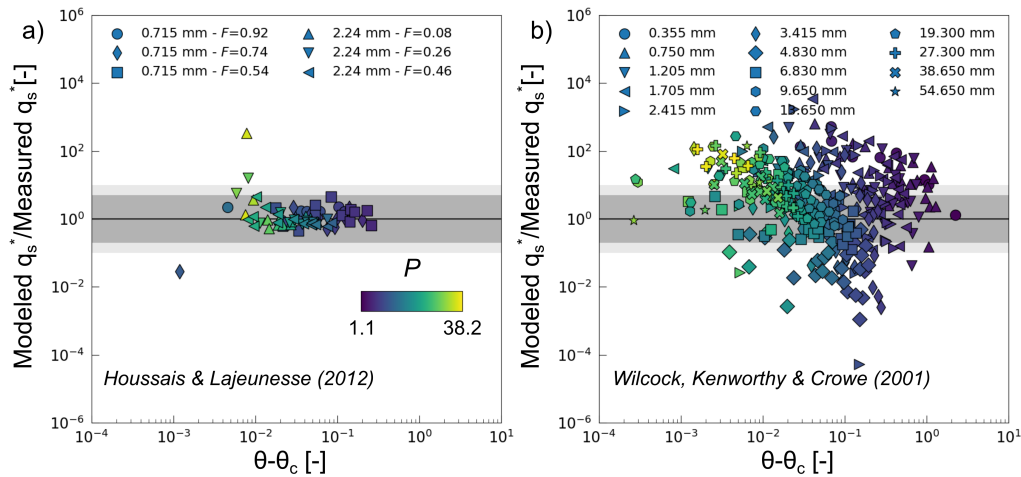 a)
0.715 mm - F=0.92
0.715 mm - F=0.74
0.715 mm - F=0.54
2.24 mm - F=0.08
2.24 mm - F=0.26
2.24 mm - F=0.46
Modeled qs*/Measured qs* [-]
10^6
10^4
10^2
10^0
10^−2
10^−4
10^−6
P
1.1
38.2
Houssais & Lajeunesse (2012)
10^−4
10^−3
10^−2
10^−1
10^0
10^1
θ-θc [-]
b)
0.355 mm
0.750 mm
1.205 mm
1.705 mm
2.415 mm
3.415 mm
4.830 mm
6.830 mm
9.650 mm
13.650 mm
19.300 mm
27.300 mm
38.650 mm
54.650 mm
Modeled qs*/Measured qs* [-]
10^6
10^4
10^2
10^0
10^−2
10^−4
10^−6
Wilcock, Kenworthy & Crowe (2001)
10^−4
10^−3
10^−2
10^−1
10^0
10^1
θ-θc [-]